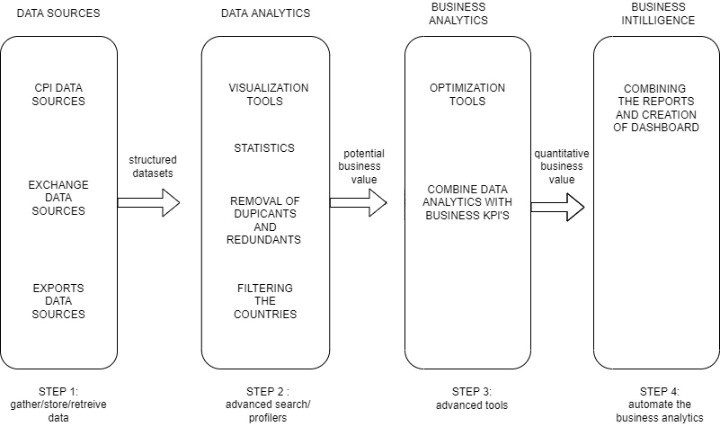 DATA SOURCES
CPI DATA
SOURCES
EXCHANGE
DATA
SOURCES
EXPORTS
DATA
SOURCES
STEP 1:
gather/store/retreive
data
structured
datasets
DATA ANALYTICS
VISUALIZATION
TOOLS
STATISTICS
REMOVAL OF
DUPICANTS
AND
REDUNDANTS
FILTERING
THE
COUNTRIES
STEP 2 :
advanced search/
profilers
potential
business
value
BUSINESS
ANALYTICS
OPTIMIZATION
TOOLS
COMBINE DATA
ANALYTICS WITH
BUSINESS KPI'S
STEP 3:
advanced tools
quantitative
business
value
BUSINESS
INTILLIGENCE
COMBINING
THE REPORTS
AND CREATION
OF DASHBOARD
STEP 4:
automate the
business analytics